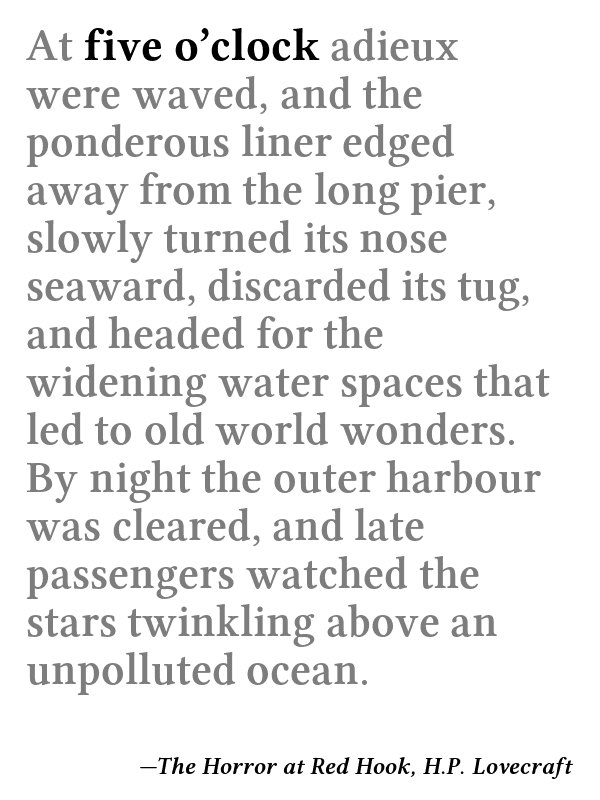 At five o’clock adieux
were waved, and the
ponderous liner edged
away from the long pier,
slowly turned its nose
seaward, discarded its tug,
and headed for the
widening water spaces that
led to old world wonders.
By night the outer harbour
was cleared, and late
passengers watched the
stars twinkling above an
unpolluted ocean.
—The Horror at Red Hook, H.P. Lovecraft